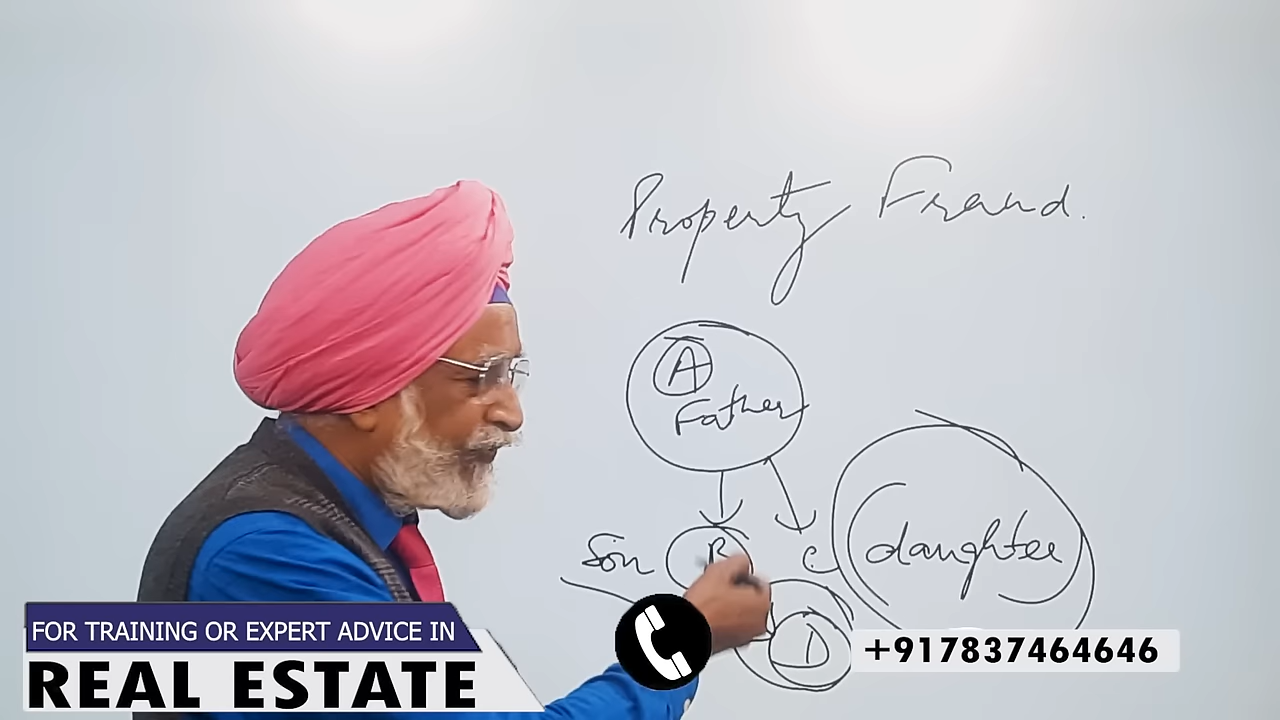 Property Fraud.
A
Father
Son B C daughter
D
FOR TRAINING OR EXPERT ADVICE IN
REAL ESTATE
+917837464646